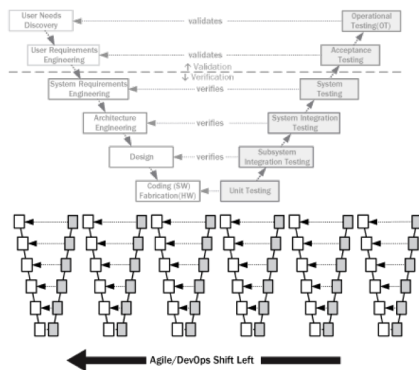 User Needs
Discovery
validates
Operational
Testing(OT)
User Requirements
Engineering
validates
Acceptance
Testing
↑ Validation
↓ Verification
System Requirements
Engineering
verifies
System
Testing
Architecture
Engineering
verifies
System Integration
Testing
Design
verifies
Subsystem
Integration Testing
Coding (SW)
Fabrication(HW)
Unit Testing
Agile/DevOps Shift Left